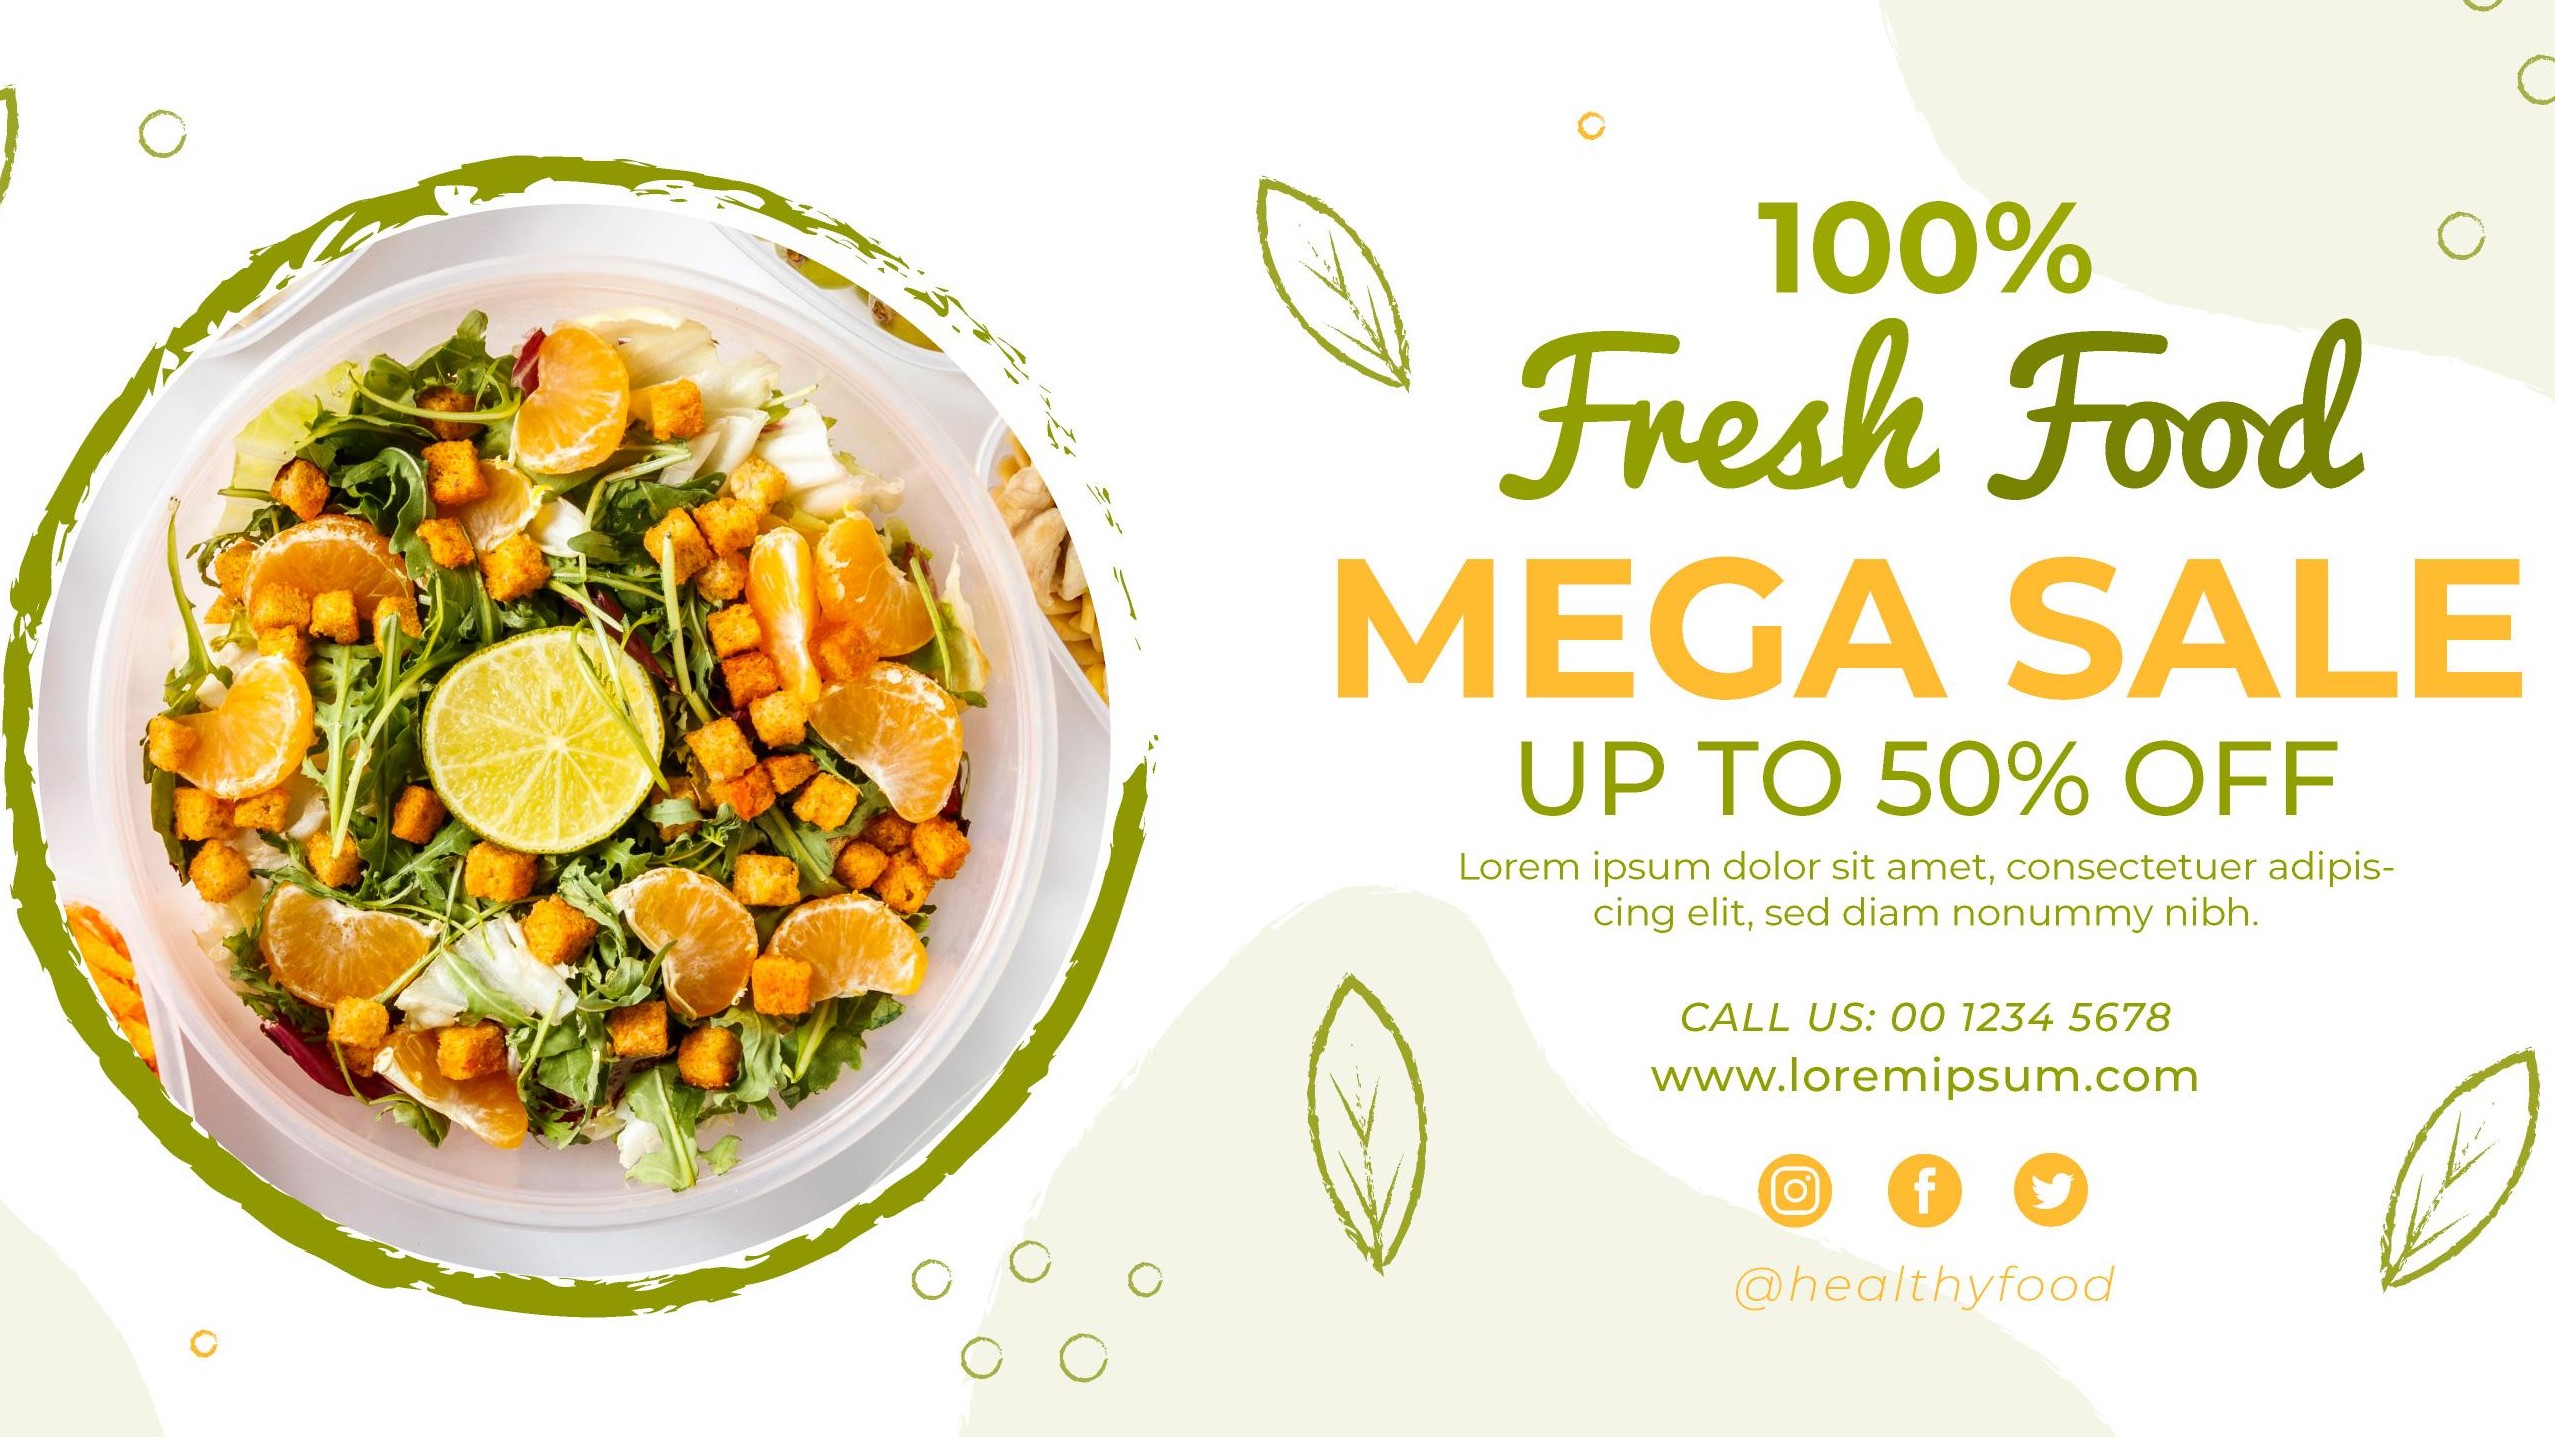 100%
Fresh Food
MEGA SALE
UP TO 50% OFF
Lorem ipsum dolor sit amet, consectetuer adipis-
cing elit, sed diam nonummy nibh.
CALL US: 00 1234 5678
www.loremipsum.com
@healthyfood